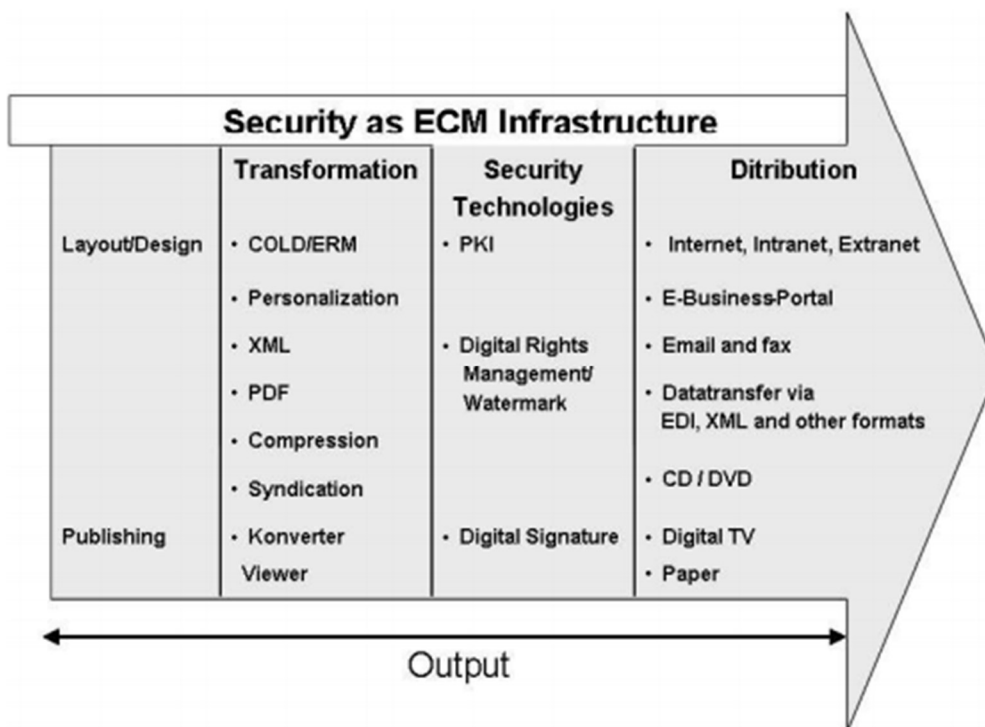 Security as ECM Infrastructure
Layout/Design
Publishing
Transformation
• COLD/ERM
• Personalization
• XML
• PDF
• Compression
• Syndication
• Konverter
Viewer
Security
Technologies
• PKI
• Digital Rights
Management/
Watermark
• Digital Signature
Ditribution
• Internet, Intranet, Extranet
• E-Business-Portal
• Email and fax
• Datatransfer via
EDI, XML and other formats
• CD / DVD
• Digital TV
• Paper
Output